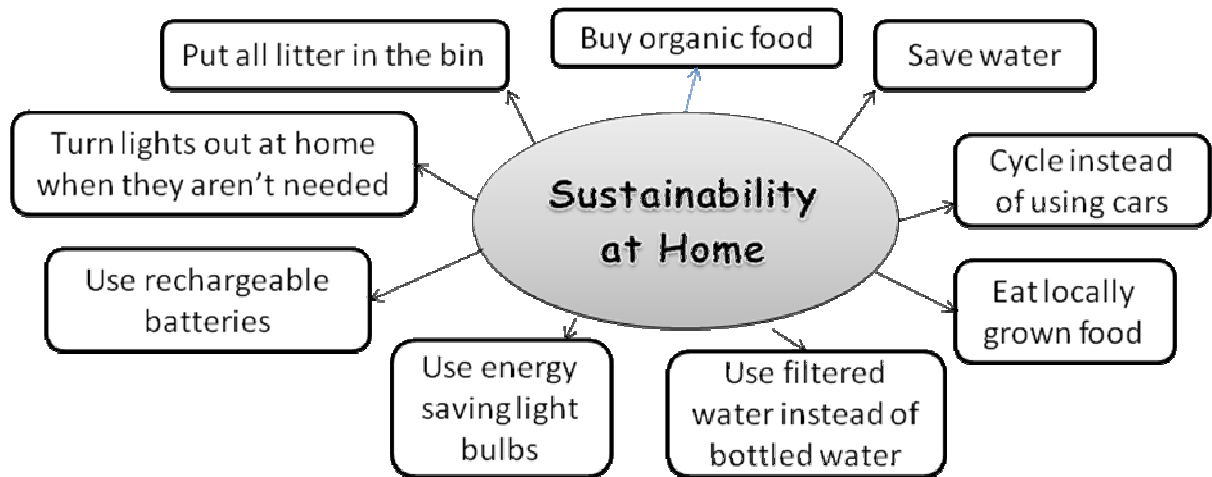 Put all litter in the bin
Buy organic food
Save water
Turn lights out at home
when they aren't needed
Sustainability
at Home
Cycle instead
of using cars
Use rechargeable
batteries
Eat locally
grown food
Use energy
saving light
bulbs
Use filtered
water instead of
bottled water